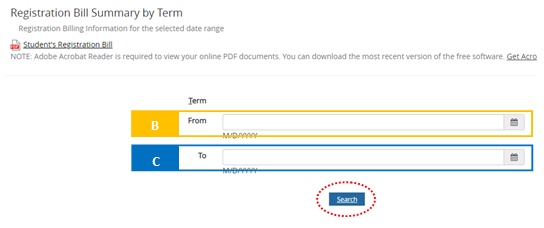 Registration Bill Summary by Term
Registration Billing Information for the selected date range
Student's Registration Bill
NOTE: Adobe Acrobat Reader is required to view your online PDF documents. You can download the most recent version of the free software. Get Acro
Term
B From
M/D/YYYY
C To
M/D/YYYY
Search